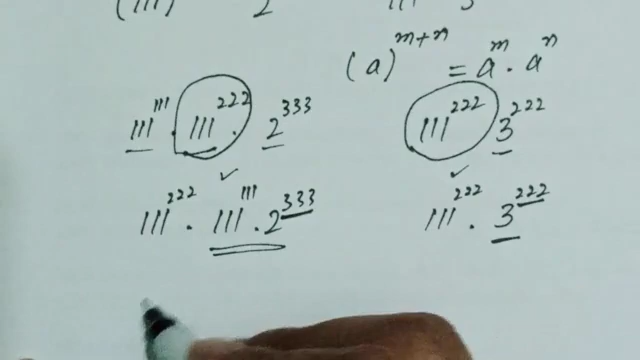 (a)^{m+n} = a^m · a^n
111^{111} · 111^{222} · 2^{333} 111^{222} 3^{222}
✓ ✓
111^{222} · 111^{111} · 2^{333} 111^{222} · 3^{222}